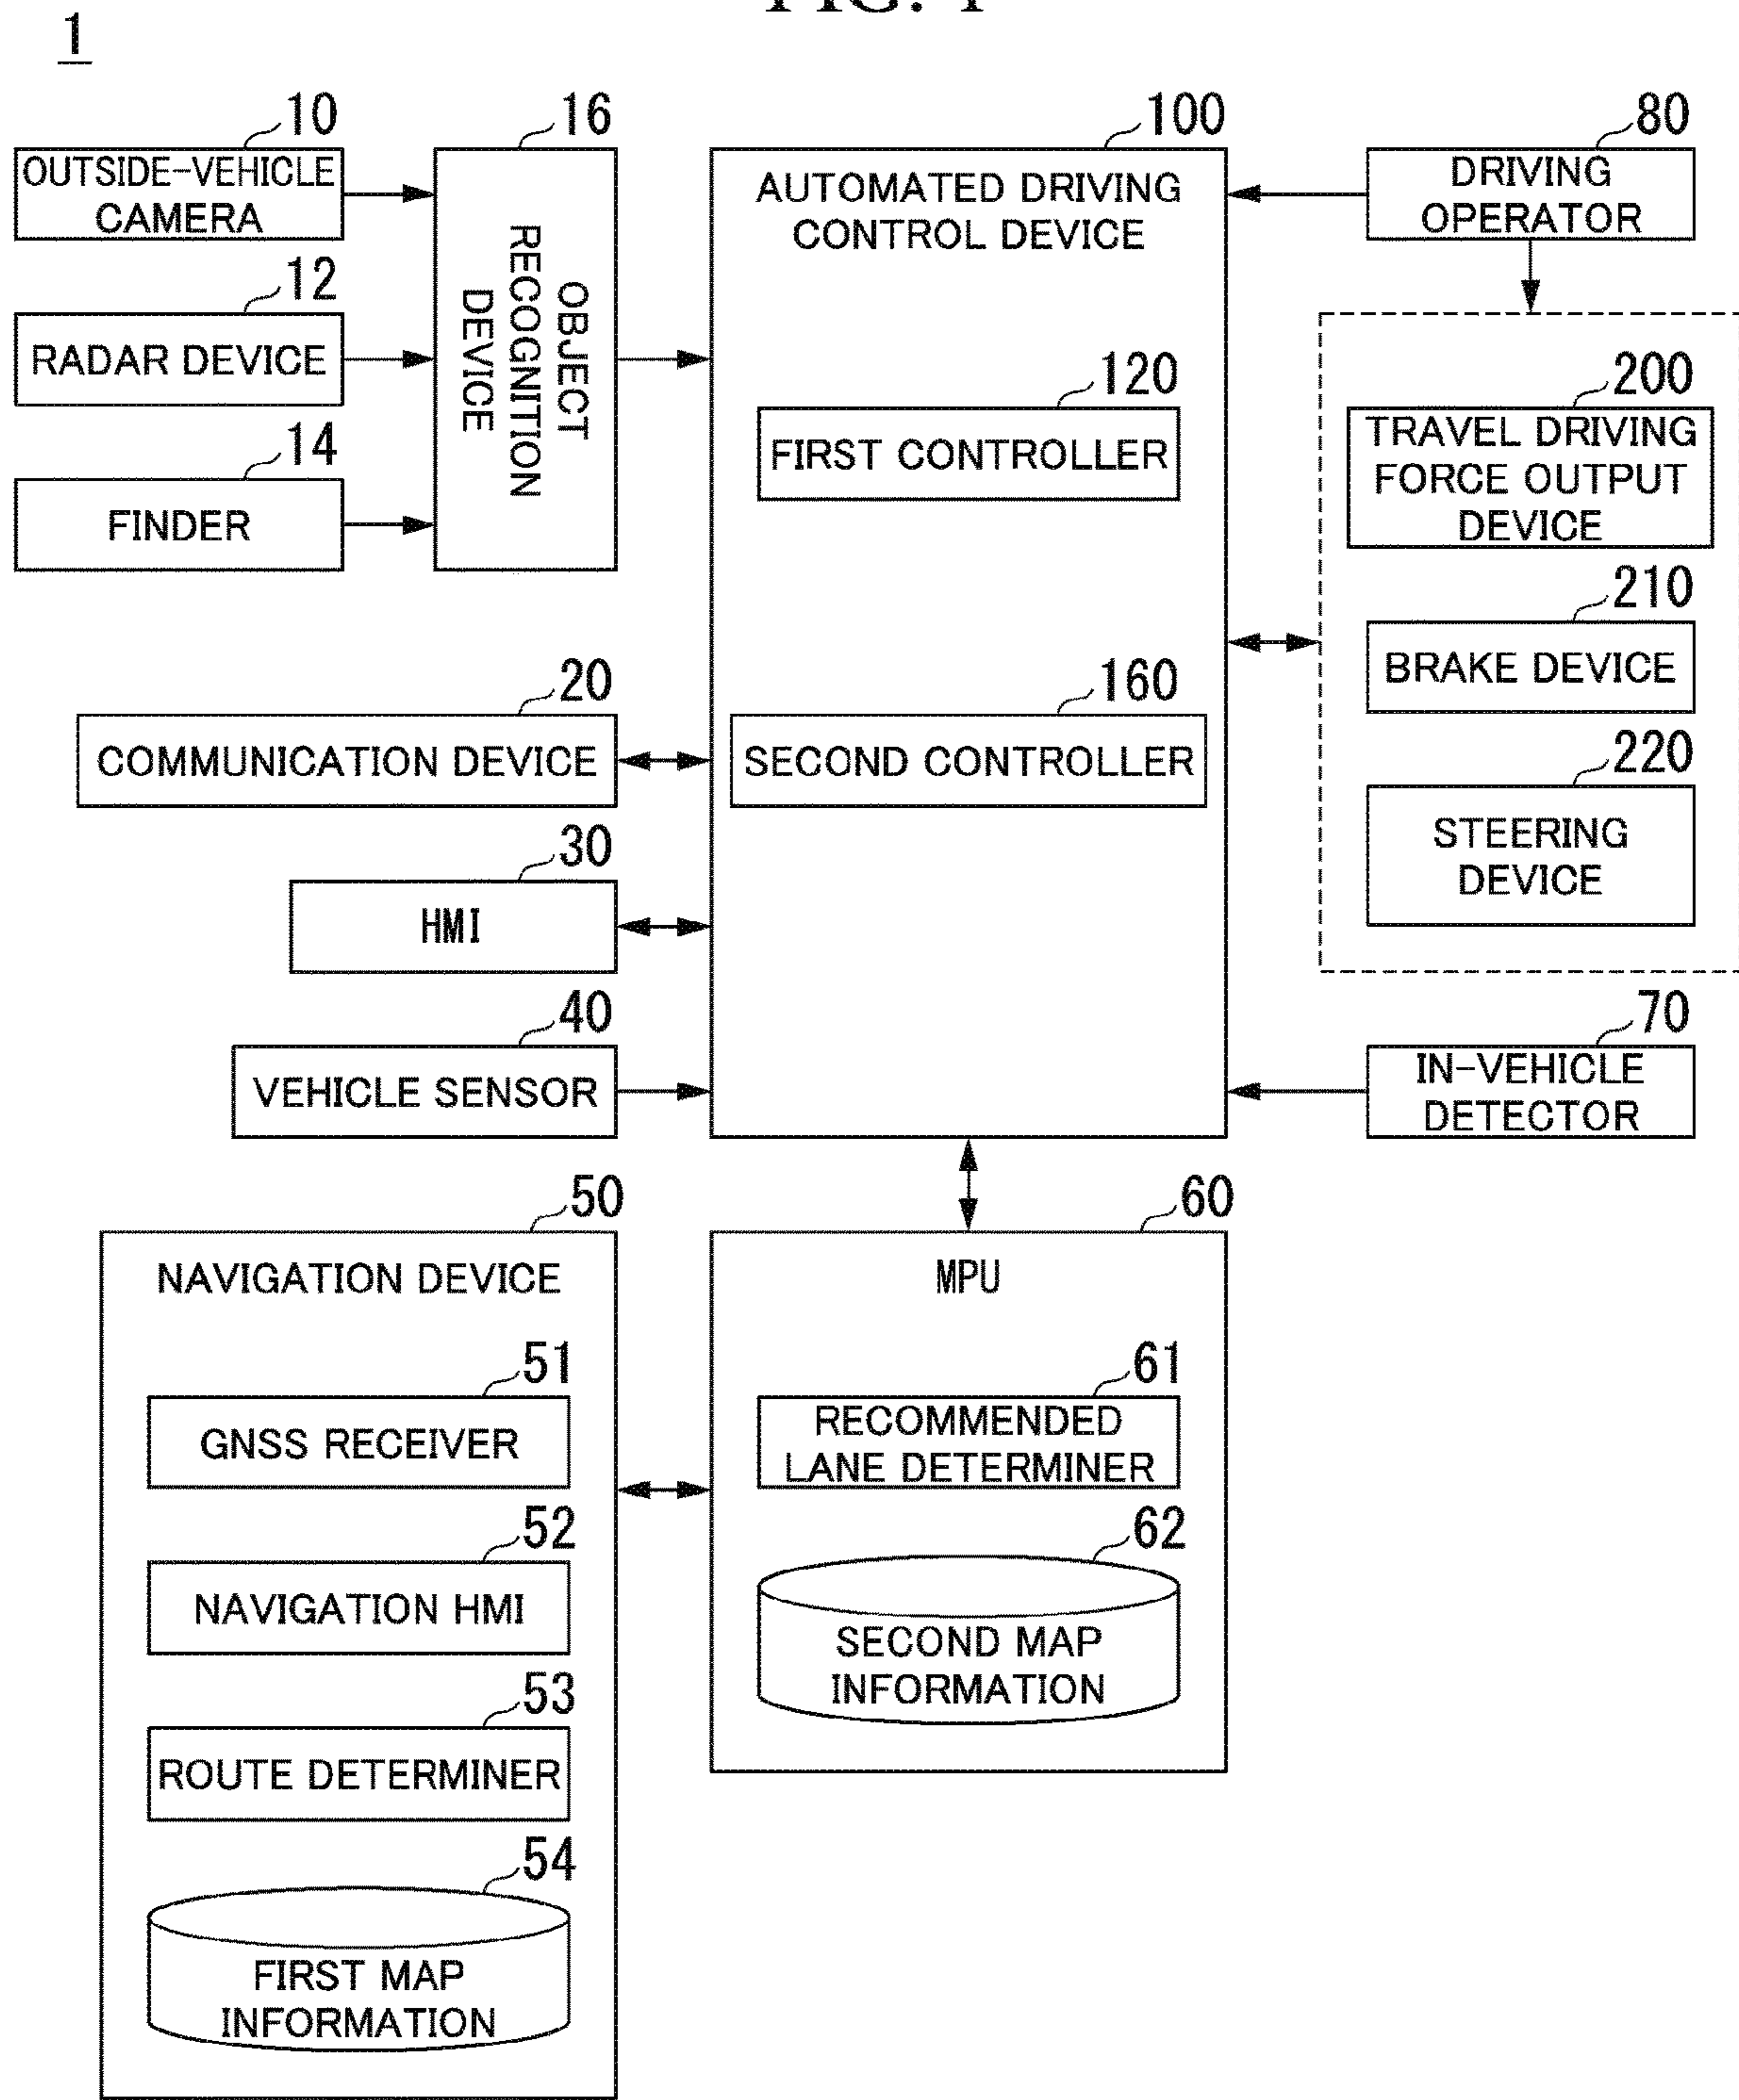 FIG. 1
1
10
OUTSIDE-VEHICLE
CAMERA
12
RADAR DEVICE
14
FINDER
16
OBJECT
RECOGNITION
DEVICE
100
AUTOMATED DRIVING
CONTROL DEVICE
120
FIRST CONTROLLER
160
SECOND CONTROLLER
80
DRIVING
OPERATOR
200
TRAVEL DRIVING
FORCE OUTPUT
DEVICE
210
BRAKE DEVICE
220
STEERING
DEVICE
20
COMMUNICATION DEVICE
30
HMI
40
VEHICLE SENSOR
70
IN-VEHICLE
DETECTOR
50
NAVIGATION DEVICE
51
GNSS RECEIVER
52
NAVIGATION HMI
53
ROUTE DETERMINER
54
FIRST MAP
INFORMATION
60
MPU
61
RECOMMENDED
LANE DETERMINER
62
SECOND MAP
INFORMATION